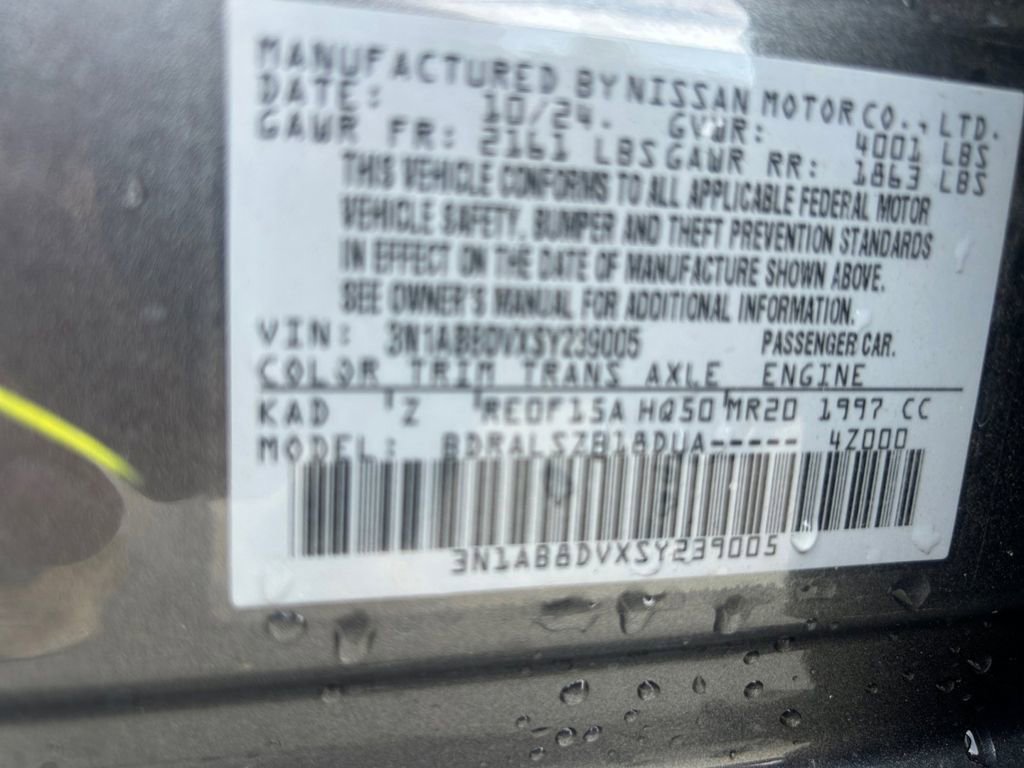 MANUFACTURED BY NISSAN MOTOR CO., LTD.
DATE: 10/24. GVWR: 4001 LBS
GAWR FR: 2161 LBS GAWR RR: 1863 LBS
THIS VEHICLE CONFORMS TO ALL APPLICABLE FEDERAL MOTOR
VEHICLE SAFETY, BUMPER AND THEFT PREVENTION STANDARDS
IN EFFECT ON THE DATE OF MANUFACTURE SHOWN ABOVE.
SEE OWNER'S MANUAL FOR ADDITIONAL INFORMATION.
VIN: 3N1AB8DVXSY239005 PASSENGER CAR.
COLOR TRIM TRANS AXLE ENGINE
KAD Z RE0F15A HQ50 MR20 1997 CC
MODEL: BDRALSZB18DUA----- 4Z000
3N1AB8DVXSY239005